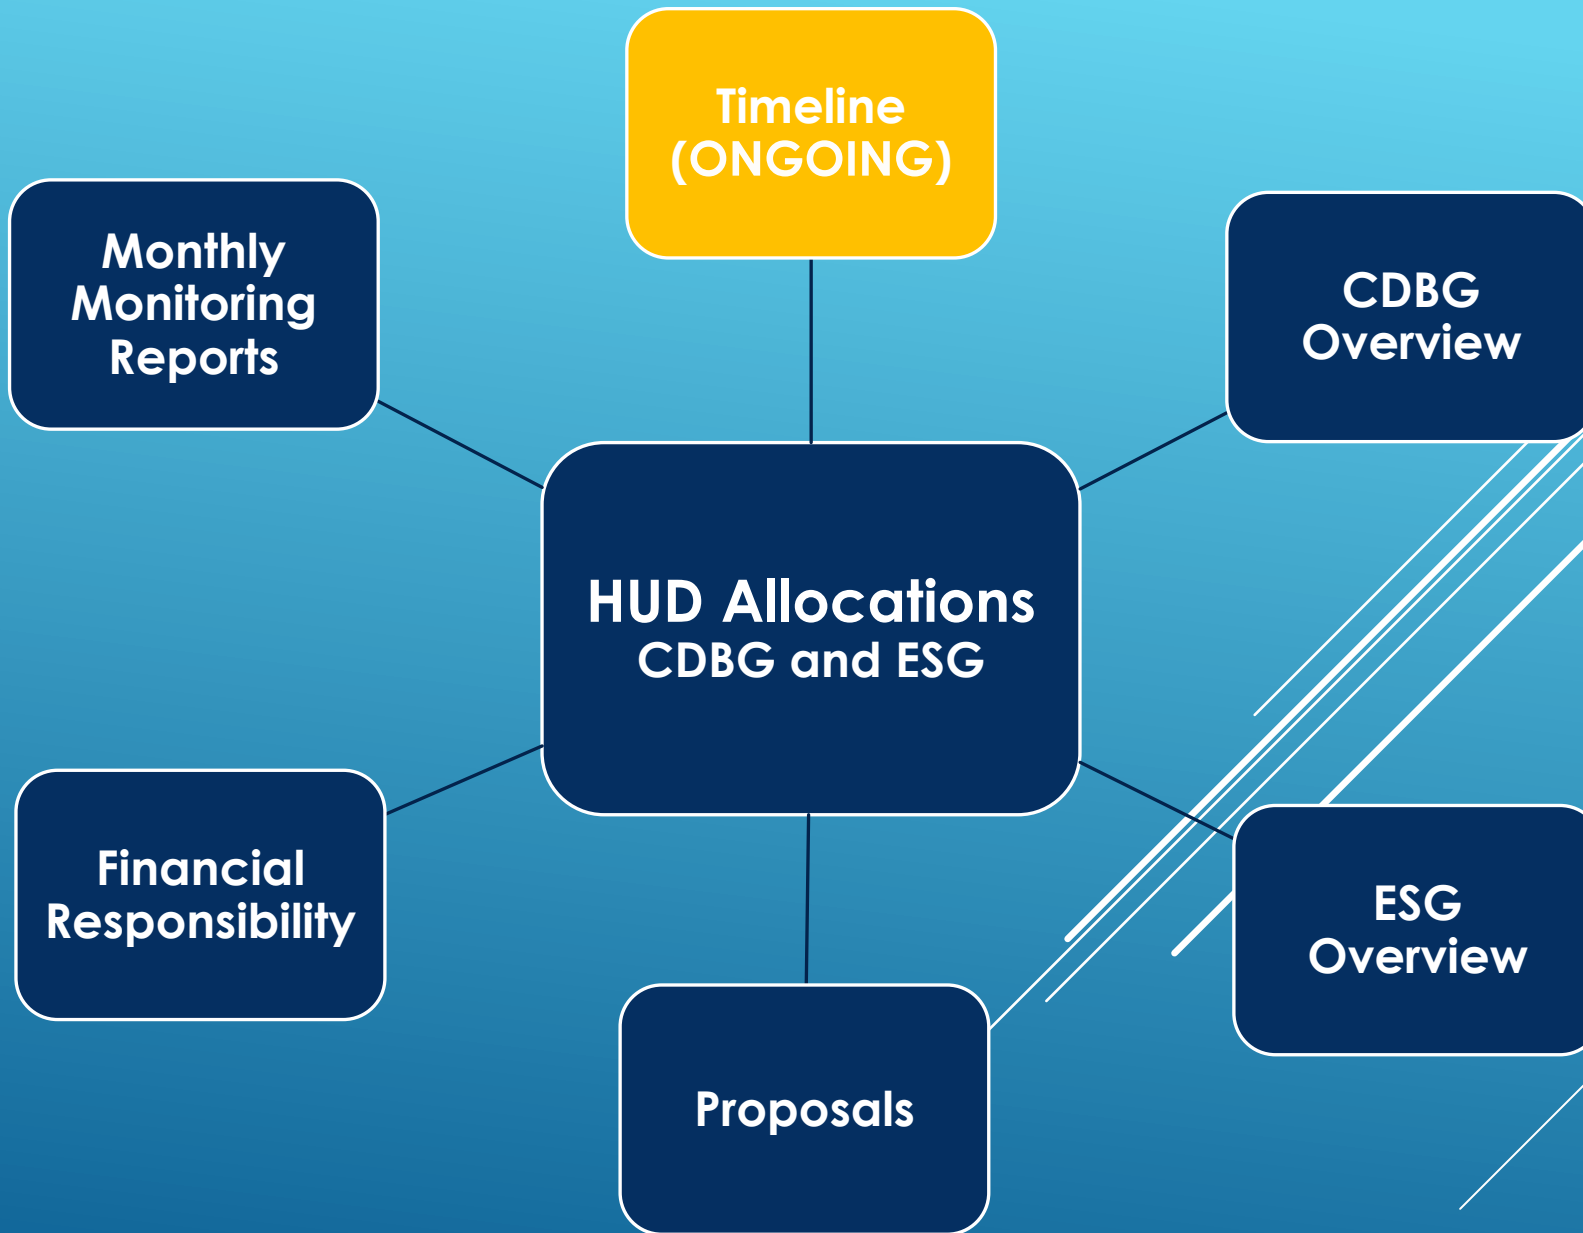 Timeline
(ONGOING)
Monthly
Monitoring
Reports
CDBG
Overview
HUD Allocations
CDBG and ESG
Financial
Responsibility
ESG
Overview
Proposals